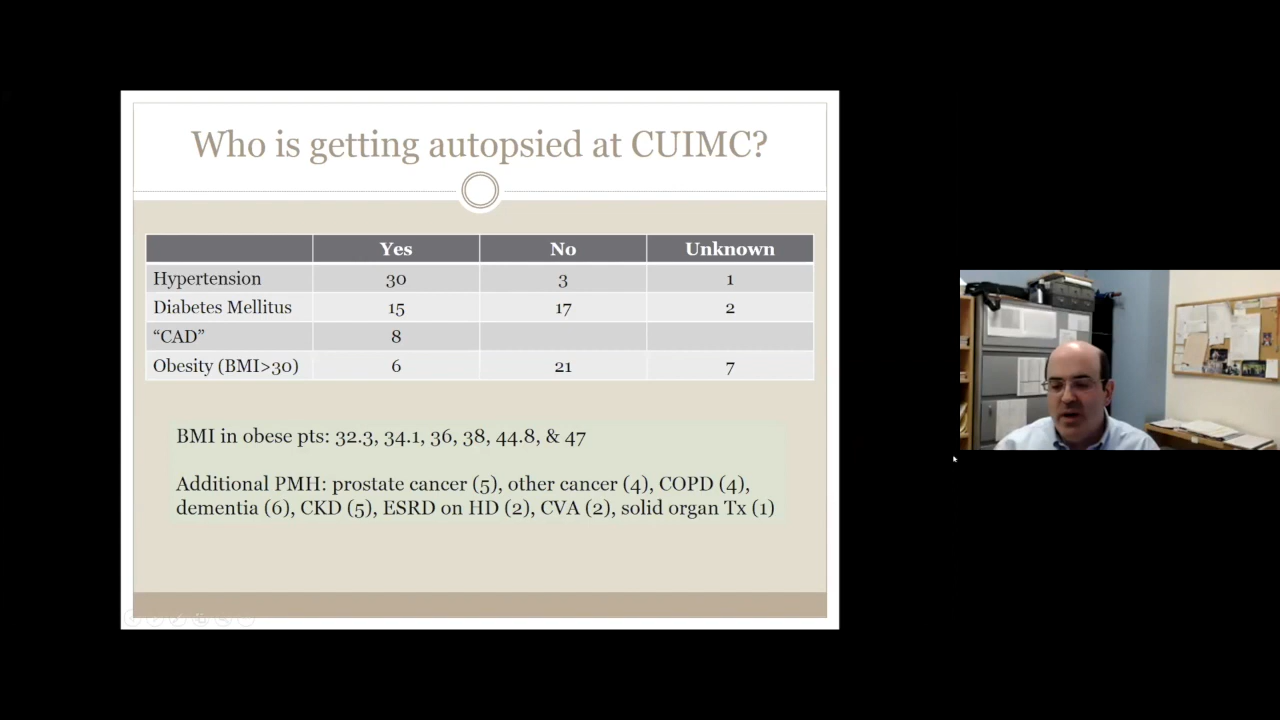 Who is getting autopsied at CUIMC?
Yes No Unknown
Hypertension 30 3 1
Diabetes Mellitus 15 17 2
“CAD” 8
Obesity (BMI>30) 6 21 7
BMI in obese pts: 32.3, 34.1, 36, 38, 44.8, & 47
Additional PMH: prostate cancer (5), other cancer (4), COPD (4),
dementia (6), CKD (5), ESRD on HD (2), CVA (2), solid organ Tx (1)